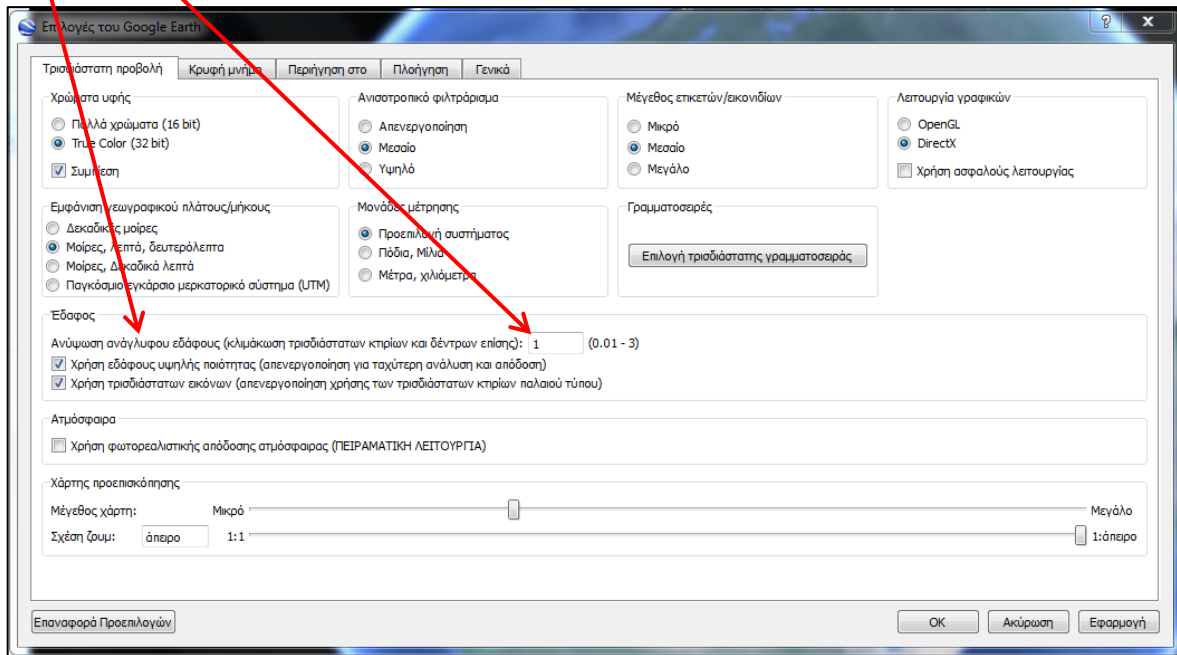 Επιλογές του Google Earth
Τρισδιάστατη προβολή Κρυφή μνήμη Περιήγηση στο Πλοήγηση Γενικά
Χρώματα υφής
Πολλά χρώματα (16 bit)
True Color (32 bit)
Συμπίεση
Ανισοτροπικό φιλτράρισμα
Απενεργοποίηση
Μεσαίο
Υψηλό
Μέγεθος ετικετών/εικονιδίων
Μικρό
Μεσαίο
Μεγάλο
Λειτουργία γραφικών
OpenGL
DirectX
Χρήση ασφαλούς λειτουργίας
Εμφάνιση γεωγραφικού πλάτους/μήκους
Δεκαδικές μοίρες
Μοίρες, λεπτά, δευτερόλεπτα
Μοίρες, Δεκαδικά λεπτά
Παγκόσμιο εγκάρσιο μερκατορικό σύστημα (UTM)
Μονάδες μέτρησης
Προεπιλογή συστήματος
Πόδια, Μίλια
Μέτρα, χιλιόμετρα
Γραμματοσειρές
Επιλογή τρισδιάστατης γραμματοσειράς
Έδαφος
Ανύψωση ανάγλυφου εδάφους (κλιμάκωση τρισδιάστατων κτιρίων και δέντρων επίσης): 1 (0.01 - 3)
Χρήση εδάφους υψηλής ποιότητας (απενεργοποίηση για ταχύτερη ανάλυση και απόδοση)
Χρήση τρισδιάστατων εικόνων (απενεργοποίηση χρήσης των τρισδιάστατων κτιρίων παλαιού τύπου)
Ατμόσφαιρα
Χρήση φωτορεαλιστικής απόδοσης ατμόσφαιρας (ΠΕΙΡΑΜΑΤΙΚΗ ΛΕΙΤΟΥΡΓΙΑ)
Χάρτης προεπισκόπησης
Μέγεθος χάρτη: Μικρό Μεγάλο
Σχέση ζουμ: άπειρο 1:1 1:άπειρο
Επαναφορά Προεπιλογών OK Ακύρωση Εφαρμογή